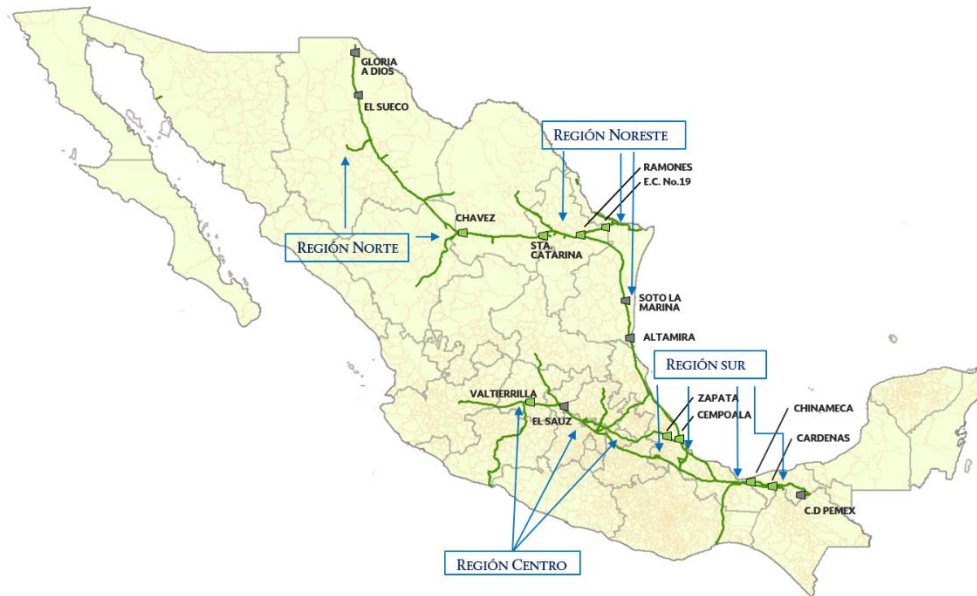 GLORIA
A DIOS
EL SUECO
REGIÓN NORESTE
RAMONES
E.C. No.19
CHAVEZ
REGIÓN NORTE
STA.
CATARINA
SOTO LA
MARINA
ALTAMIRA
REGIÓN SUR
VALTIERRILLA
ZAPATA
CEMPOALA
CHINAMECA
EL SAUZ
CARDENAS
C.D PEMEX
REGIÓN CENTRO